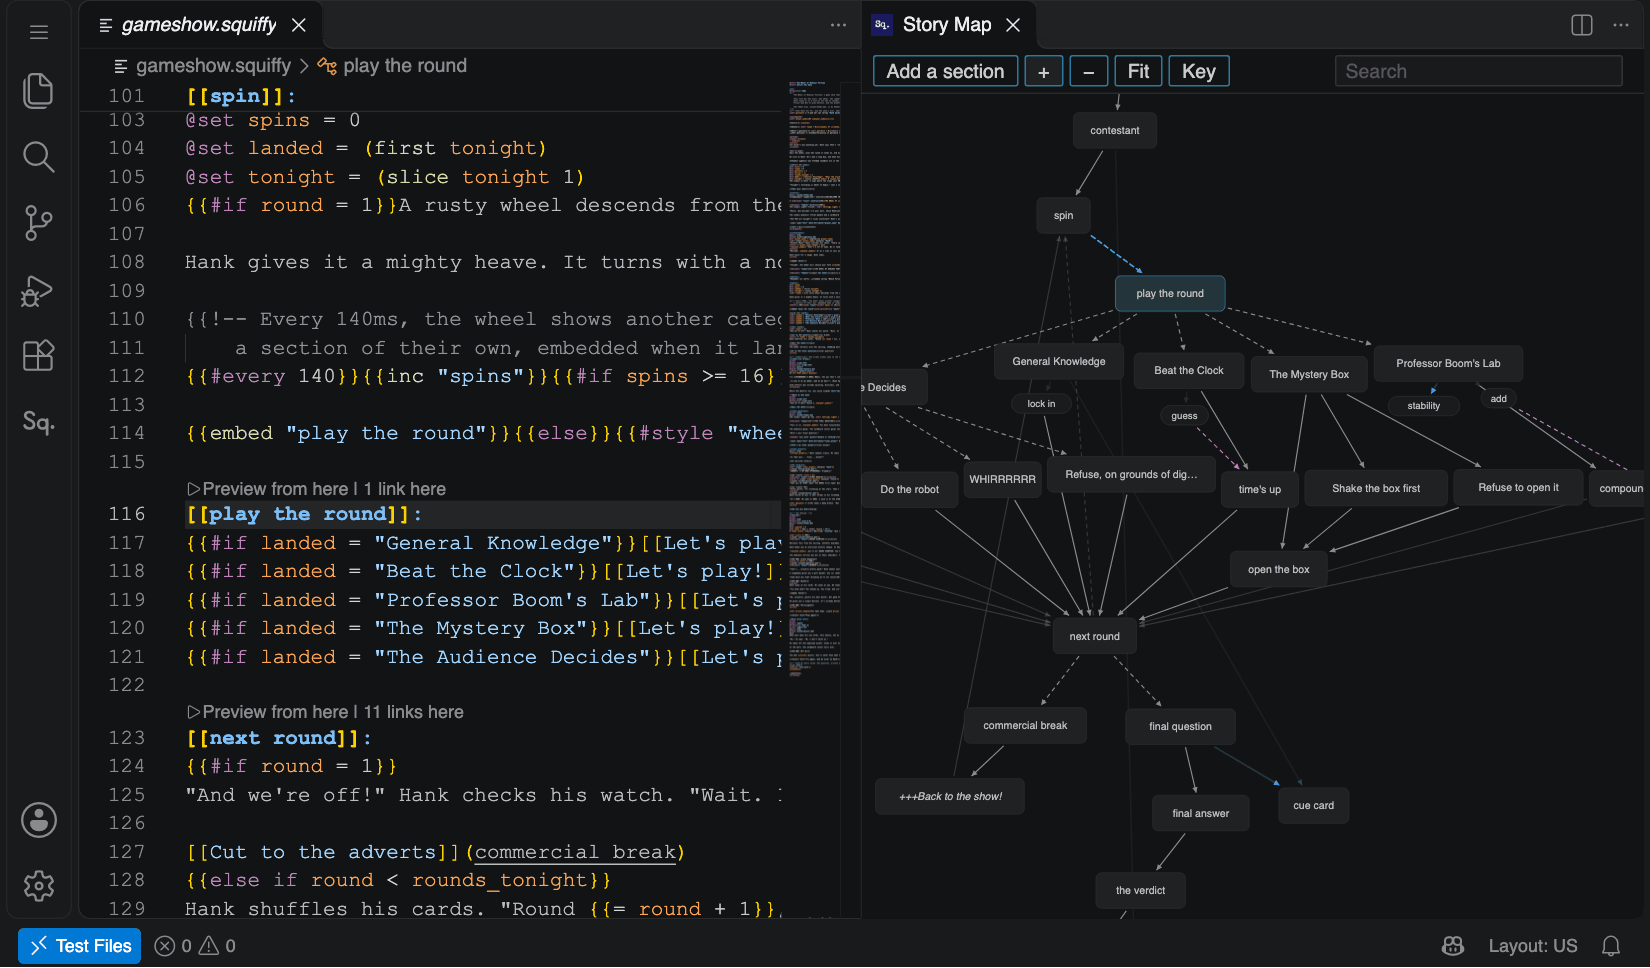 gameshow.squiffy
Sq. Story Map
gameshow.squiffy > play the round
Add a section + – Fit Key Search
101 [[spin]]:
103 @set spins = 0
104 @set landed = (first tonight)
105 @set tonight = (slice tonight 1)
106 {{#if round = 1}}A rusty wheel descends from the
107
108 Hank gives it a mighty heave. It turns with a
109
110 {{!-- Every 140ms, the wheel shows another
111 a section of their own, embedded when it
112 {{#every 140}}{{inc "spins"}}{{#if spins >= 16}
113
114 {{embed "play the round"}}{{else}}{{#style
115
Preview from here | 1 link here
116 [[play the round]]:
117 {{#if landed = "General Knowledge"}}[[Let's play
118 {{#if landed = "Beat the Clock"}}[[Let's play!]
119 {{#if landed = "Professor Boom's Lab"}}[[Let's
120 {{#if landed = "The Mystery Box"}}[[Let's play!
121 {{#if landed = "The Audience Decides"}}[[Let's
122
Preview from here | 11 links here
123 [[next round]]:
124 {{#if round = 1}}
125 "And we're off!" Hank checks his watch. "Wait.
126
127 [[Cut to the adverts]](commercial break)
128 {{else if round < rounds_tonight}}
129 Hank shuffles his cards. "Round {{= round + 1}}
Sq.
contestant
spin
play the round
General Knowledge
Beat the Clock
The Mystery Box
Professor Boom's Lab
e Decides
lock in
guess
stability
add
Do the robot
WHIRRRRRR
Refuse, on grounds of dig…
time's up
Shake the box first
Refuse to open it
compoun
open the box
next round
commercial break
final question
+++Back to the show!
final answer
cue card
the verdict
Test Files 0 0
Layout: US